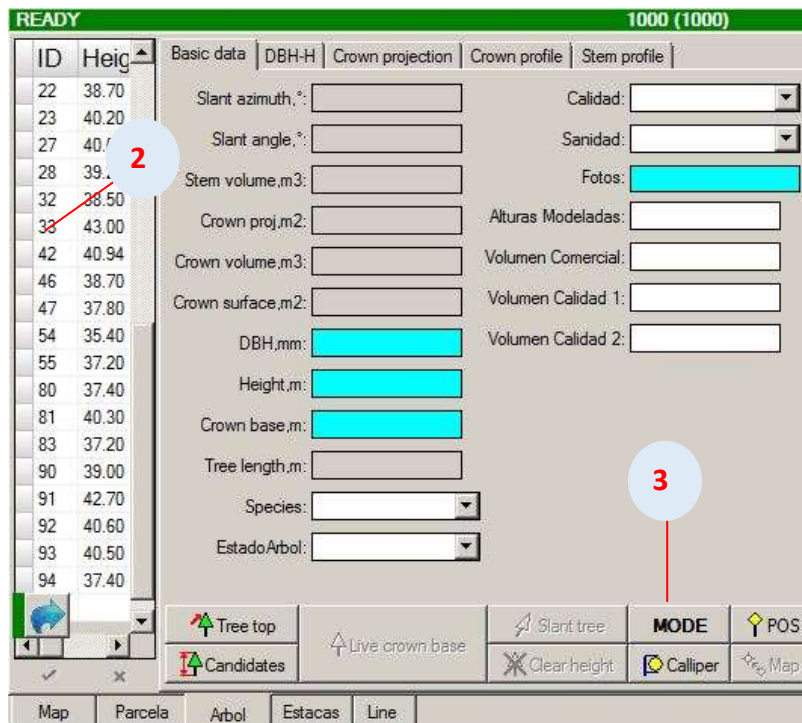 READY 1000 (1000)
ID Heig
Basic data DBH-H Crown projection Crown profile Stem profile
22 38.70
23 40.20
27 40.
28 39.
32 38.50
33 43.00
42 40.94
46 38.70
47 37.80
54 35.40
55 37.20
80 37.40
81 40.30
83 37.20
90 39.00
91 42.70
92 40.60
93 40.50
94 37.40
2
Slant azimuth,°:
Slant angle,°:
Stem volume,m3:
Crown proj,m2:
Crown volume,m3:
Crown surface,m2:
DBH,mm:
Height,m:
Crown base,m:
Tree length,m:
Species:
EstadoArbol:
Calidad:
Sanidad:
Fotos:
Alturas Modeladas:
Volumen Comercial:
Volumen Calidad 1:
Volumen Calidad 2:
3
Tree top Live crown base Slant tree MODE POS
Candidates Clear height Calliper Map
Map Parcela Arbol Estacas Line